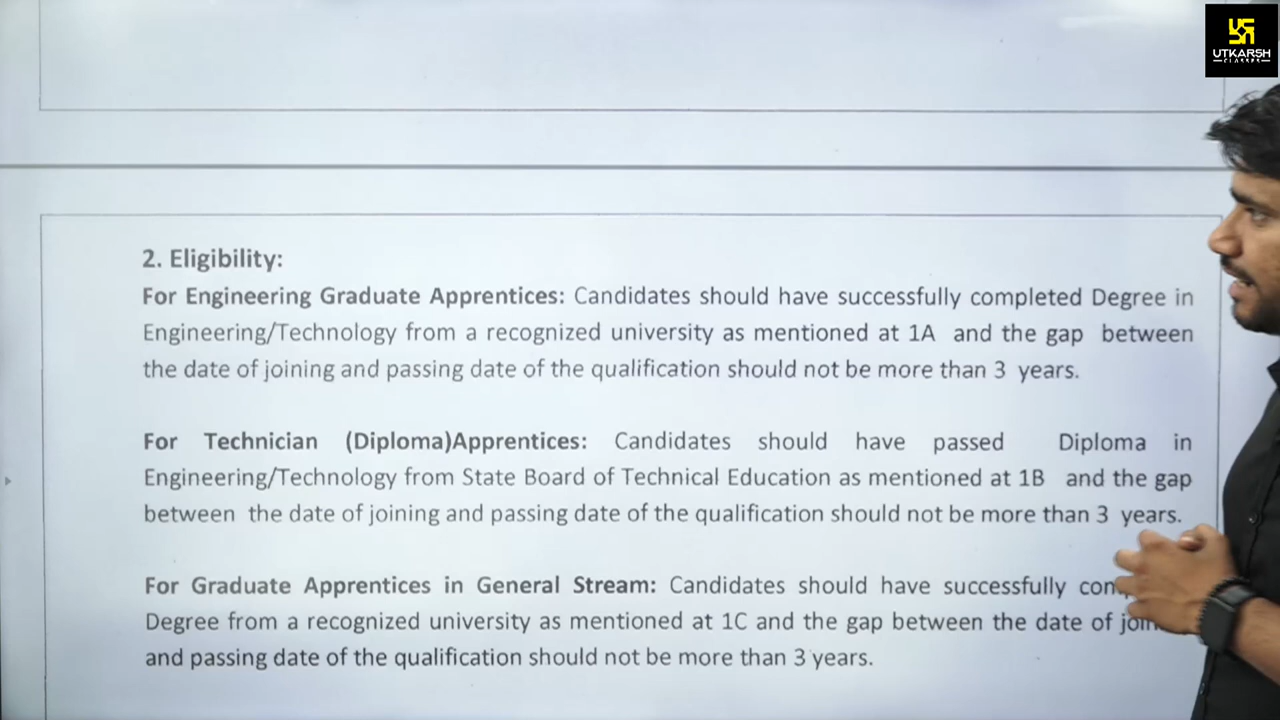 UTKARSH
CLASSES
2. Eligibility:
For Engineering Graduate Apprentices: Candidates should have successfully completed Degree in
Engineering/Technology from a recognized university as mentioned at 1A and the gap between
the date of joining and passing date of the qualification should not be more than 3 years.
For Technician (Diploma)Apprentices: Candidates should have passed Diploma in
Engineering/Technology from State Board of Technical Education as mentioned at 1B and the gap
between the date of joining and passing date of the qualification should not be more than 3 years.
For Graduate Apprentices in General Stream: Candidates should have successfully
Degree from a recognized university as mentioned at 1C and the gap between the date of
and passing date of the qualification should not be more than 3 years.